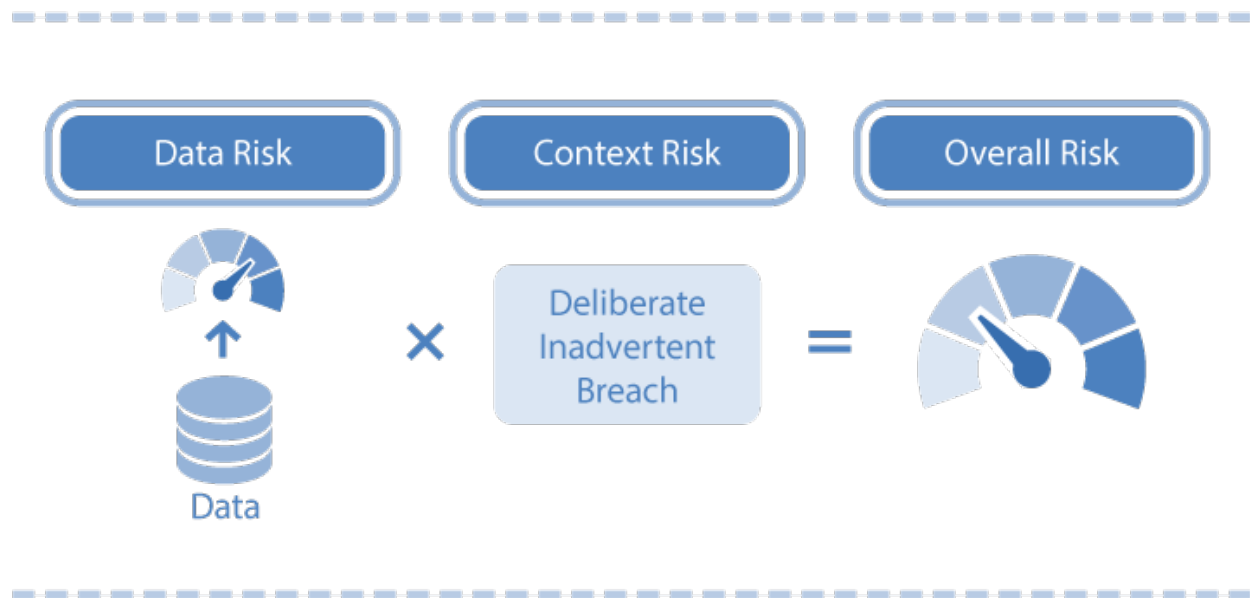 Data Risk
Context Risk
Overall Risk
Deliberate
Inadvertent
Breach
×
=
Data